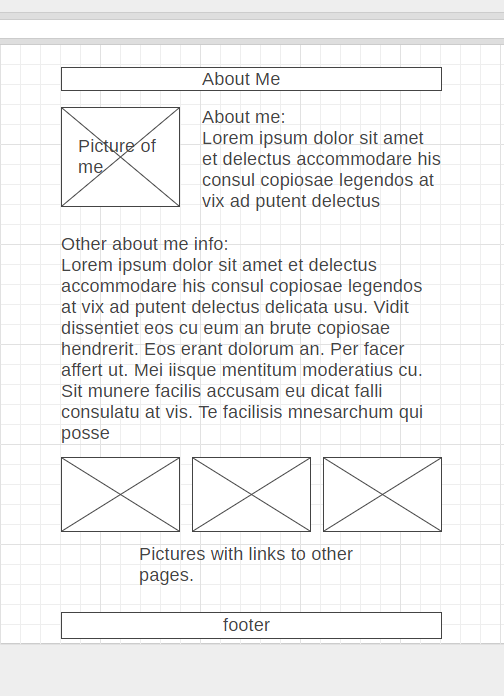 About Me
Picture of
me
About me:
Lorem ipsum dolor sit amet
et delectus accommodare his
consul copiosae legendos at
vix ad putent delectus
Other about me info:
Lorem ipsum dolor sit amet et delectus
accommodare his consul copiosae legendos
at vix ad putent delectus delicata usu. Vidit
dissentiet eos cu eum an brute copiosae
hendrerit. Eos erant dolorum an. Per facer
affert ut. Mei iisque mentitum moderatius cu.
Sit munere facilis accusam eu dicat falli
consulatu at vis. Te facilisis mnesarchum qui
posse
Pictures with links to other
pages.
footer